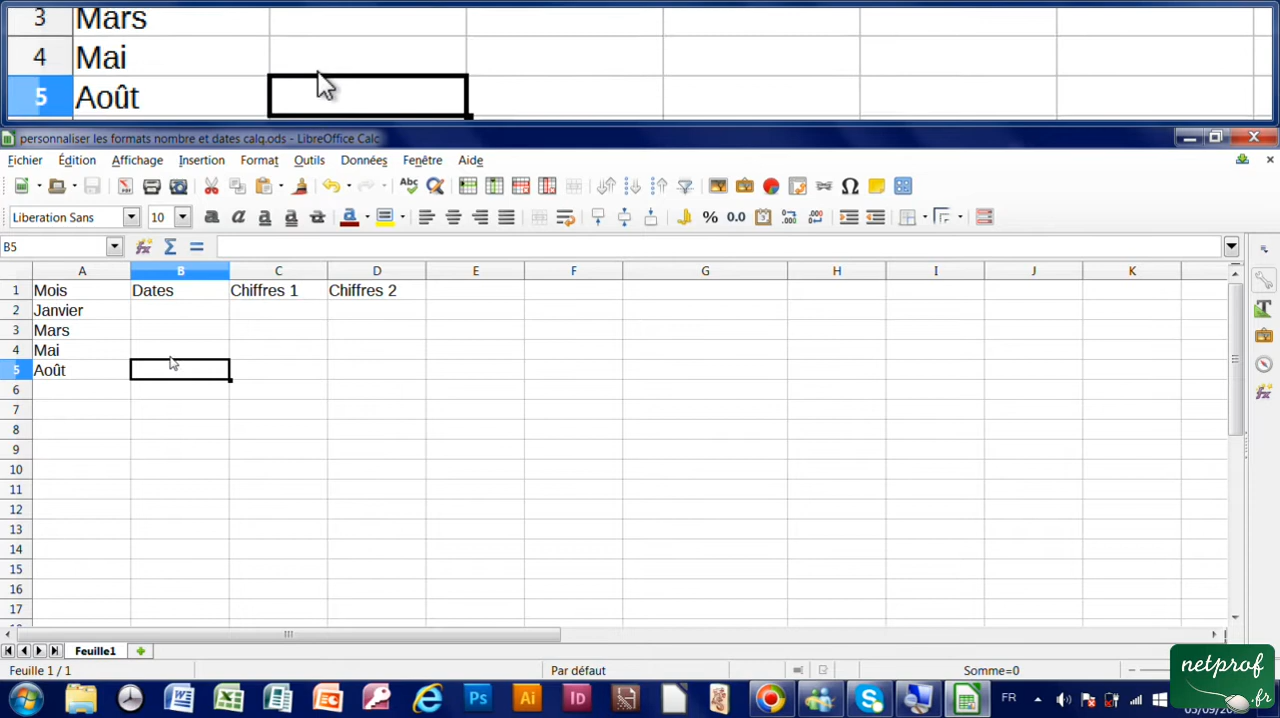 3 Mars
4 Mai
5 Août
personnaliser les formats nombre et dates calg.ods - LibreOffice Calc
Fichier Édition Affichage Insertion Format Outils Données Fenêtre Aide
Liberation Sans 10
B5
A B C D E F G H I J K
1 Mois Dates Chiffres 1 Chiffres 2
2 Janvier
3 Mars
4 Mai
5 Août
6
7
8
9
10
11
12
13
14
15
16
17
Feuille1
Feuille 1 / 1 Par défaut Somme=0
FR
netprof
.fr